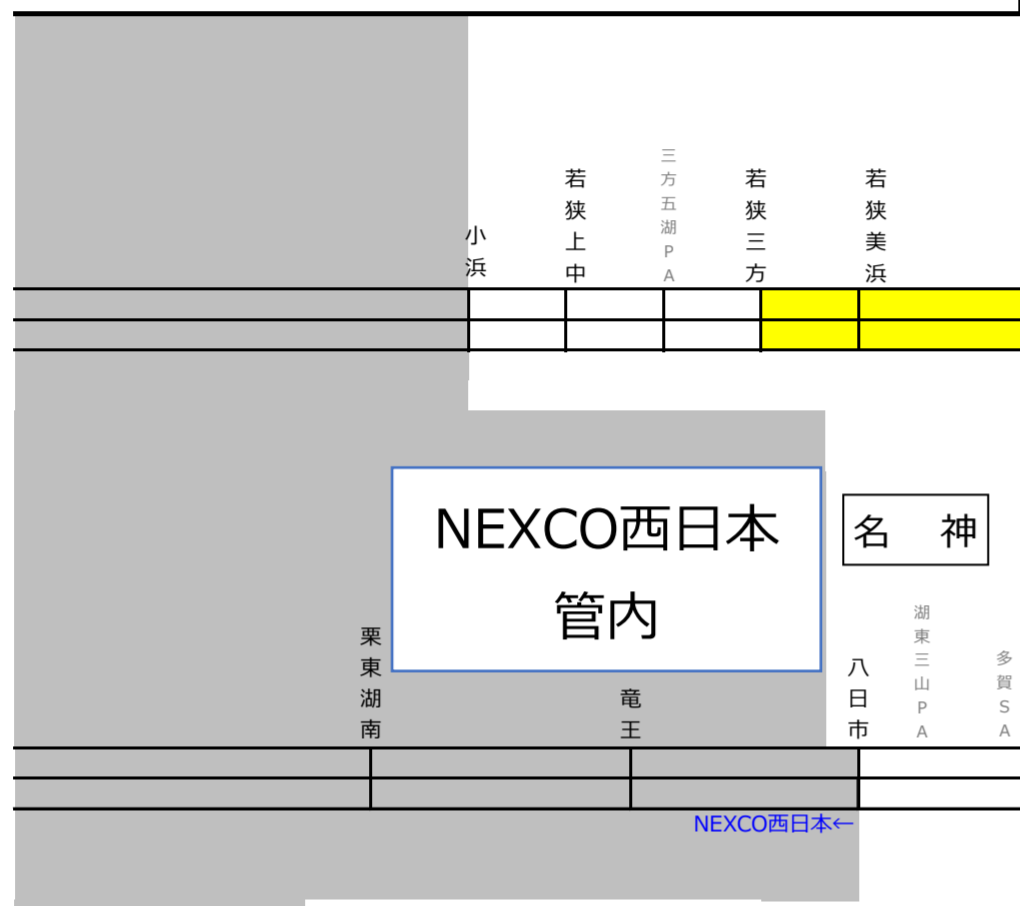 小浜
若狭上中
三方五湖PA
若狭三方
若狭美浜
NEXCO西日本
管内
名　神
栗東湖南
竜王
八日市
湖東三山PA
多賀SA
NEXCO西日本←